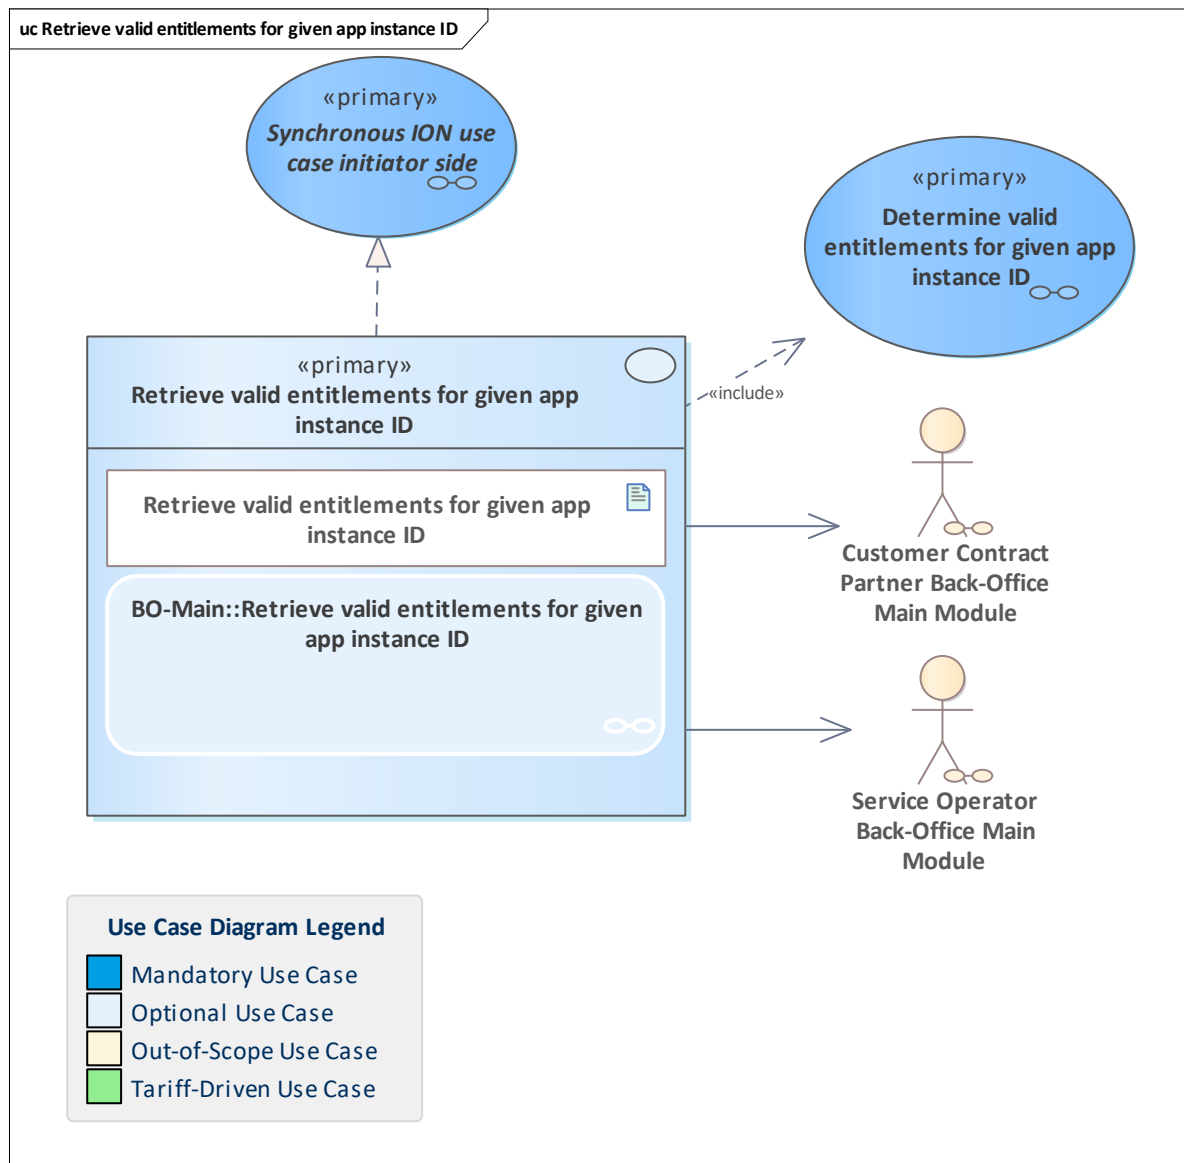 uc Retrieve valid entitlements for given app instance ID
«primary»
Synchronous ION use
case initiator side
«primary»
Determine valid
entitlements for given app
instance ID
«primary»
Retrieve valid entitlements for given app
instance ID
«include»
Retrieve valid entitlements for given app
instance ID
Customer Contract
Partner Back-Office
Main Module
BO-Main::Retrieve valid entitlements for given
app instance ID
Service Operator
Back-Office Main
Module
Use Case Diagram Legend
Mandatory Use Case
Optional Use Case
Out-of-Scope Use Case
Tariff-Driven Use Case